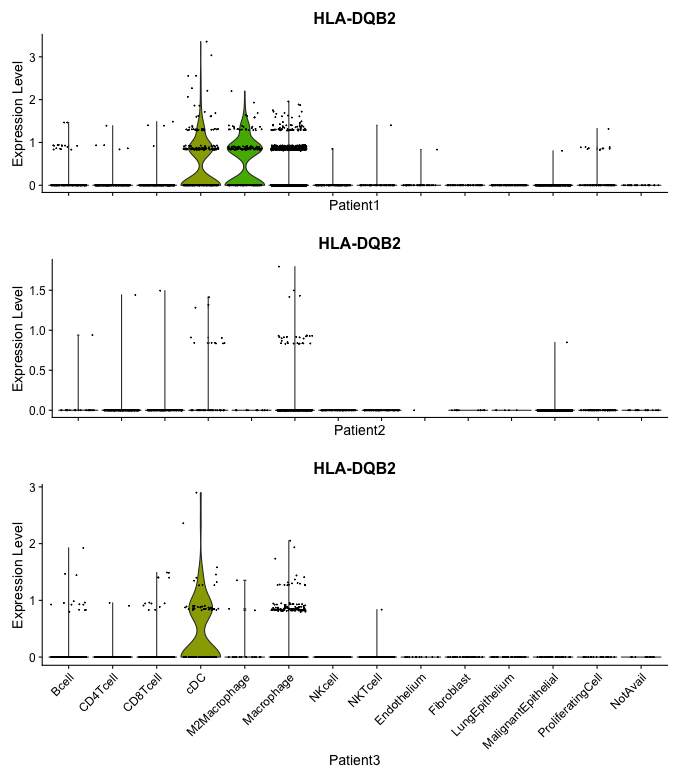 HLA-DQB2
Expression Level
3
2
1
0
Patient1
HLA-DQB2
Expression Level
1.5
1.0
0.5
0.0
Patient2
HLA-DQB2
Expression Level
3
2
1
0
Bcell
CD4Tcell
CD8Tcell
cDC
M2Macrophage
Macrophage
NKcell
NKTcell
Endothelium
Fibroblast
LungEpithelium
MalignantEpithelial
ProliferatingCell
NotAvail
Patient3